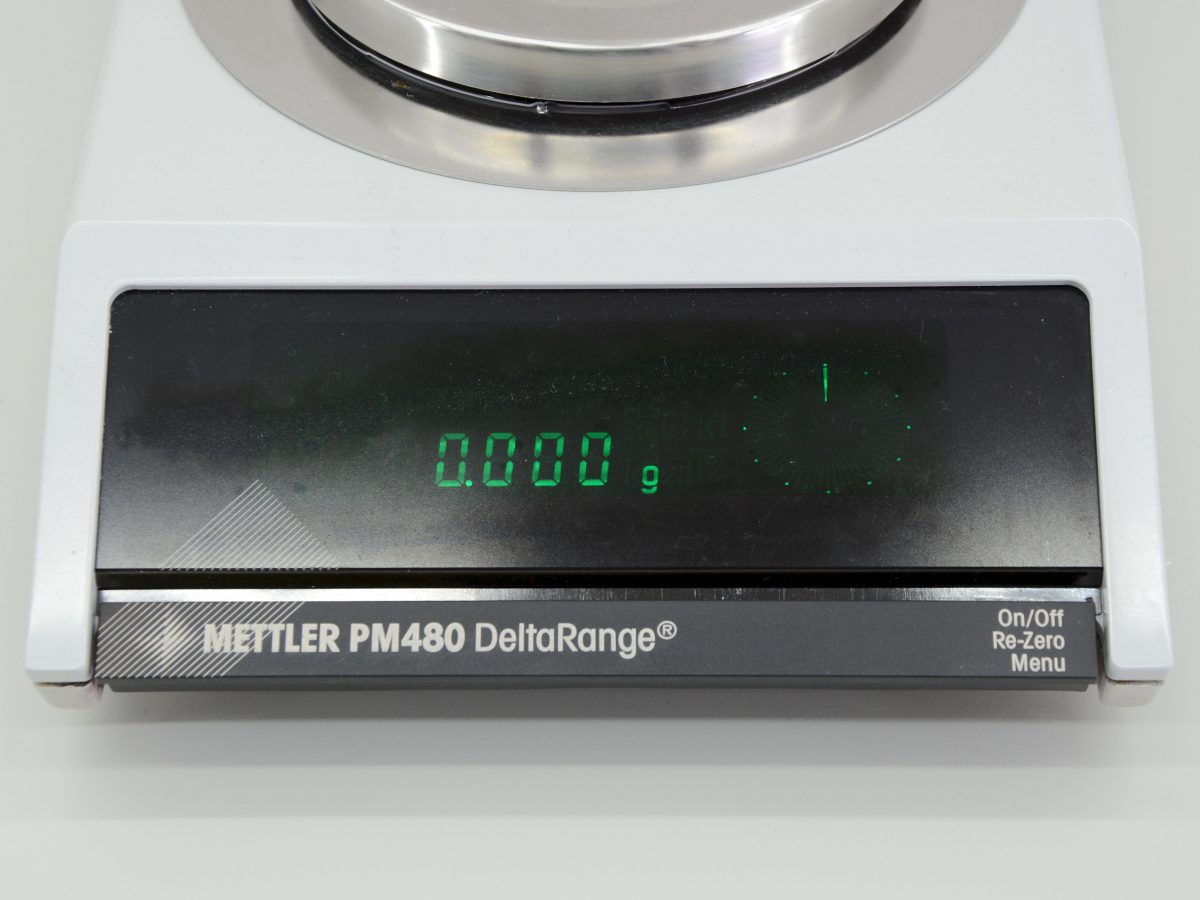 0.000 g
METTLER PM480 DeltaRange®
On/Off
Re-Zero
Menu